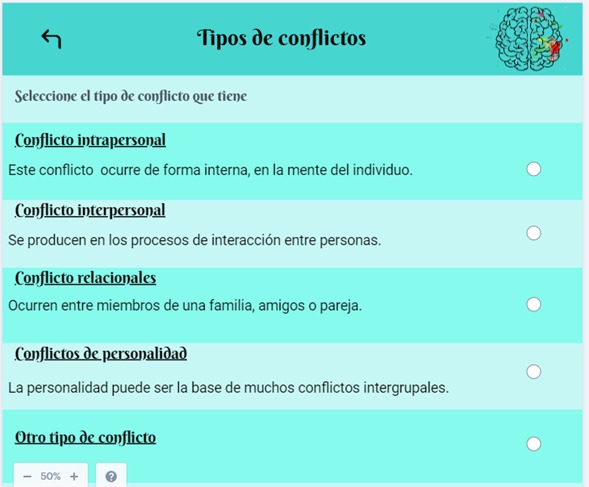 Tipos de conflictos
Seleccione el tipo de conflicto que tiene
Conflicto intrapersonal
Este conflicto ocurre de forma interna, en la mente del individuo.
Conflicto interpersonal
Se producen en los procesos de interacción entre personas.
Conflicto relacionales
Ocurren entre miembros de una familia, amigos o pareja.
Conflictos de personalidad
La personalidad puede ser la base de muchos conflictos intergrupales.
Otro tipo de conflicto
− 50% + ?